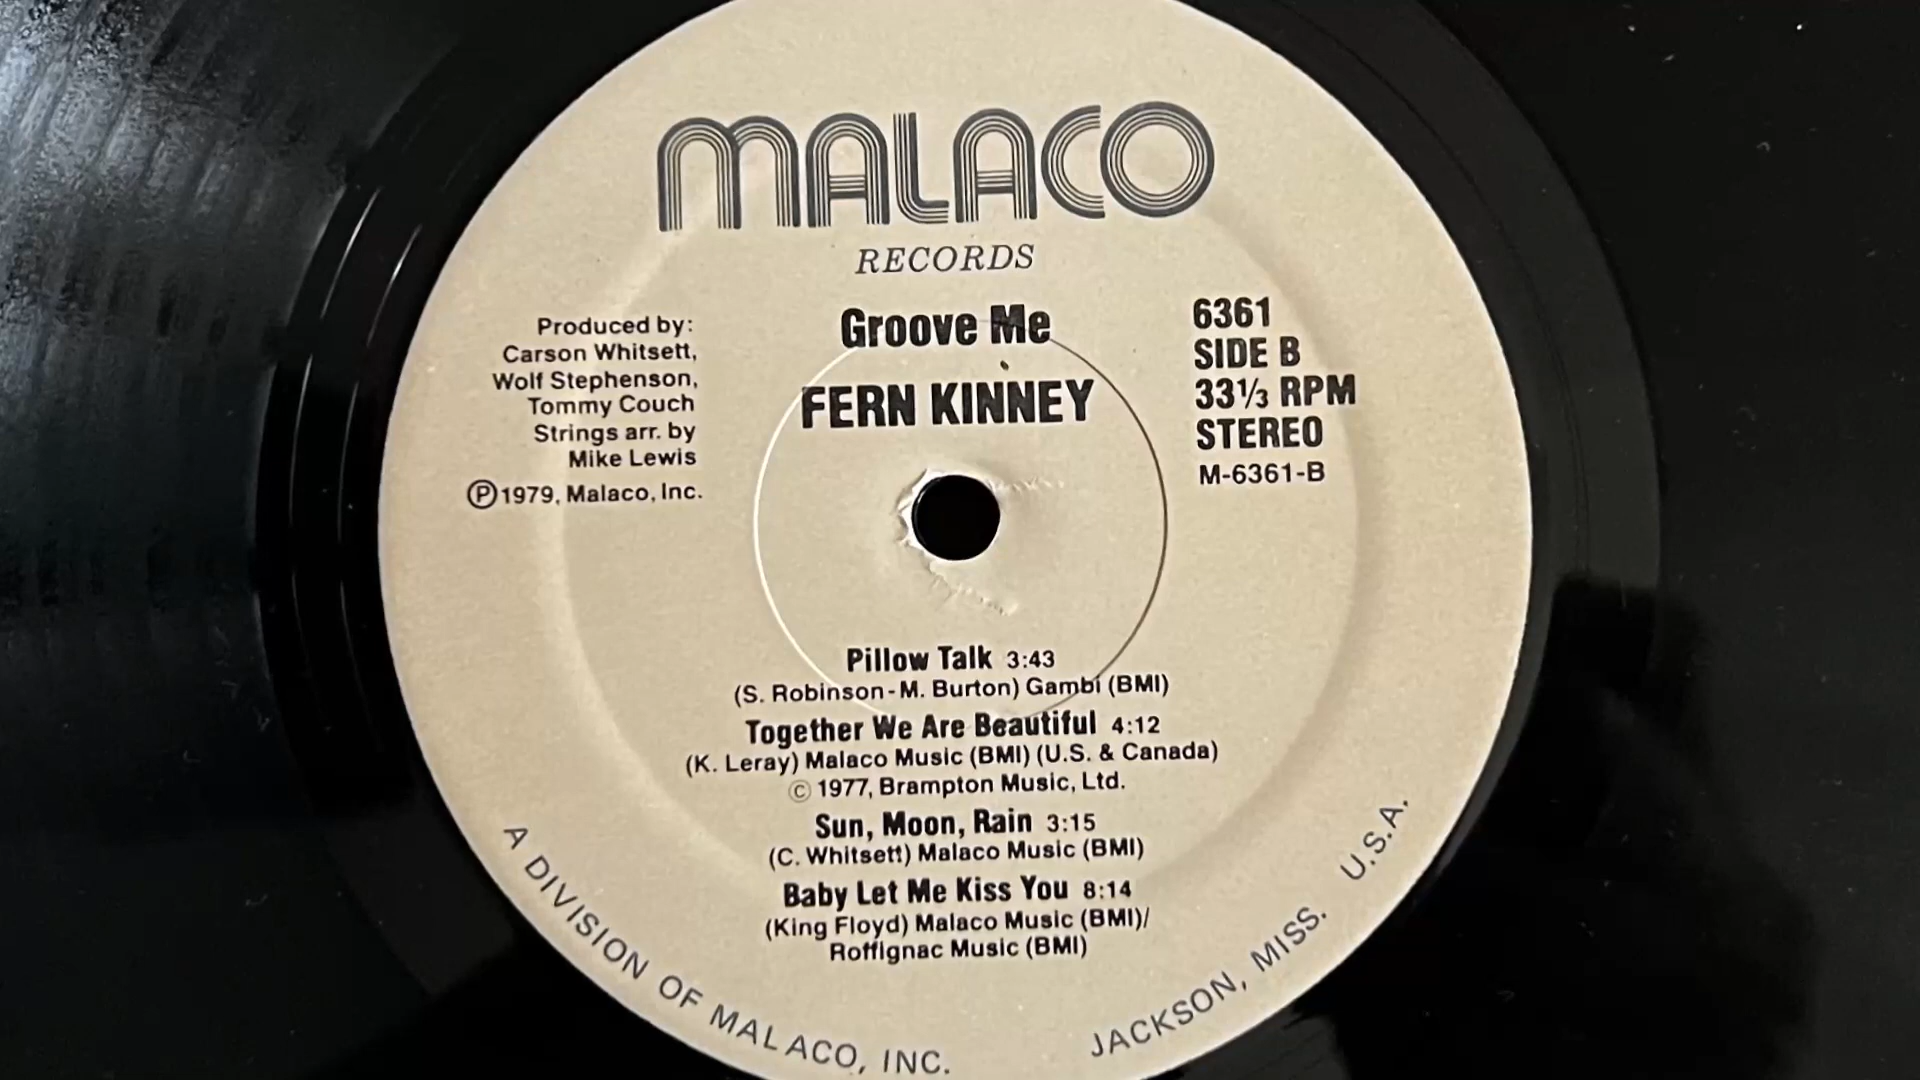 MALACO
RECORDS
Groove Me
FERN KINNEY
Produced by:
Carson Whitsett,
Wolf Stephenson,
Tommy Couch
Strings arr. by
Mike Lewis
Ⓟ1979, Malaco, Inc.
6361
SIDE B
33⅓ RPM
STEREO
M-6361-B
Pillow Talk 3:43
(S. Robinson-M. Burton) Gambi (BMI)
Together We Are Beautiful 4:12
(K. Leray) Malaco Music (BMI) (U.S. & Canada)
© 1977, Brampton Music, Ltd.
Sun, Moon, Rain 3:15
(C. Whitsett) Malaco Music (BMI)
Baby Let Me Kiss You 8:14
(King Floyd) Malaco Music (BMI)/
Roffignac Music (BMI)
A DIVISION OF MALACO, INC.
JACKSON, MISS. U.S.A.